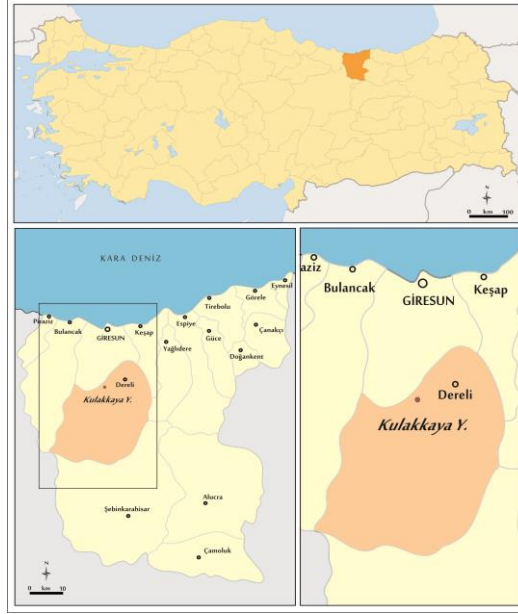 N
0 km 100
KARA DENİZ
Eynesil
Görele
Tirebolu
Piraziz
Bulancak
GİRESUN
Keşap
Espiye
Çanakçı
Güce
Yağlıdere
Doğankent
Dereli
Kulakkaya Y.
Alucra
Şebinkarahisar
Çamoluk
N
0 km 10
aziz
Bulancak
GİRESUN
Keşap
Dereli
Kulakkaya Y.